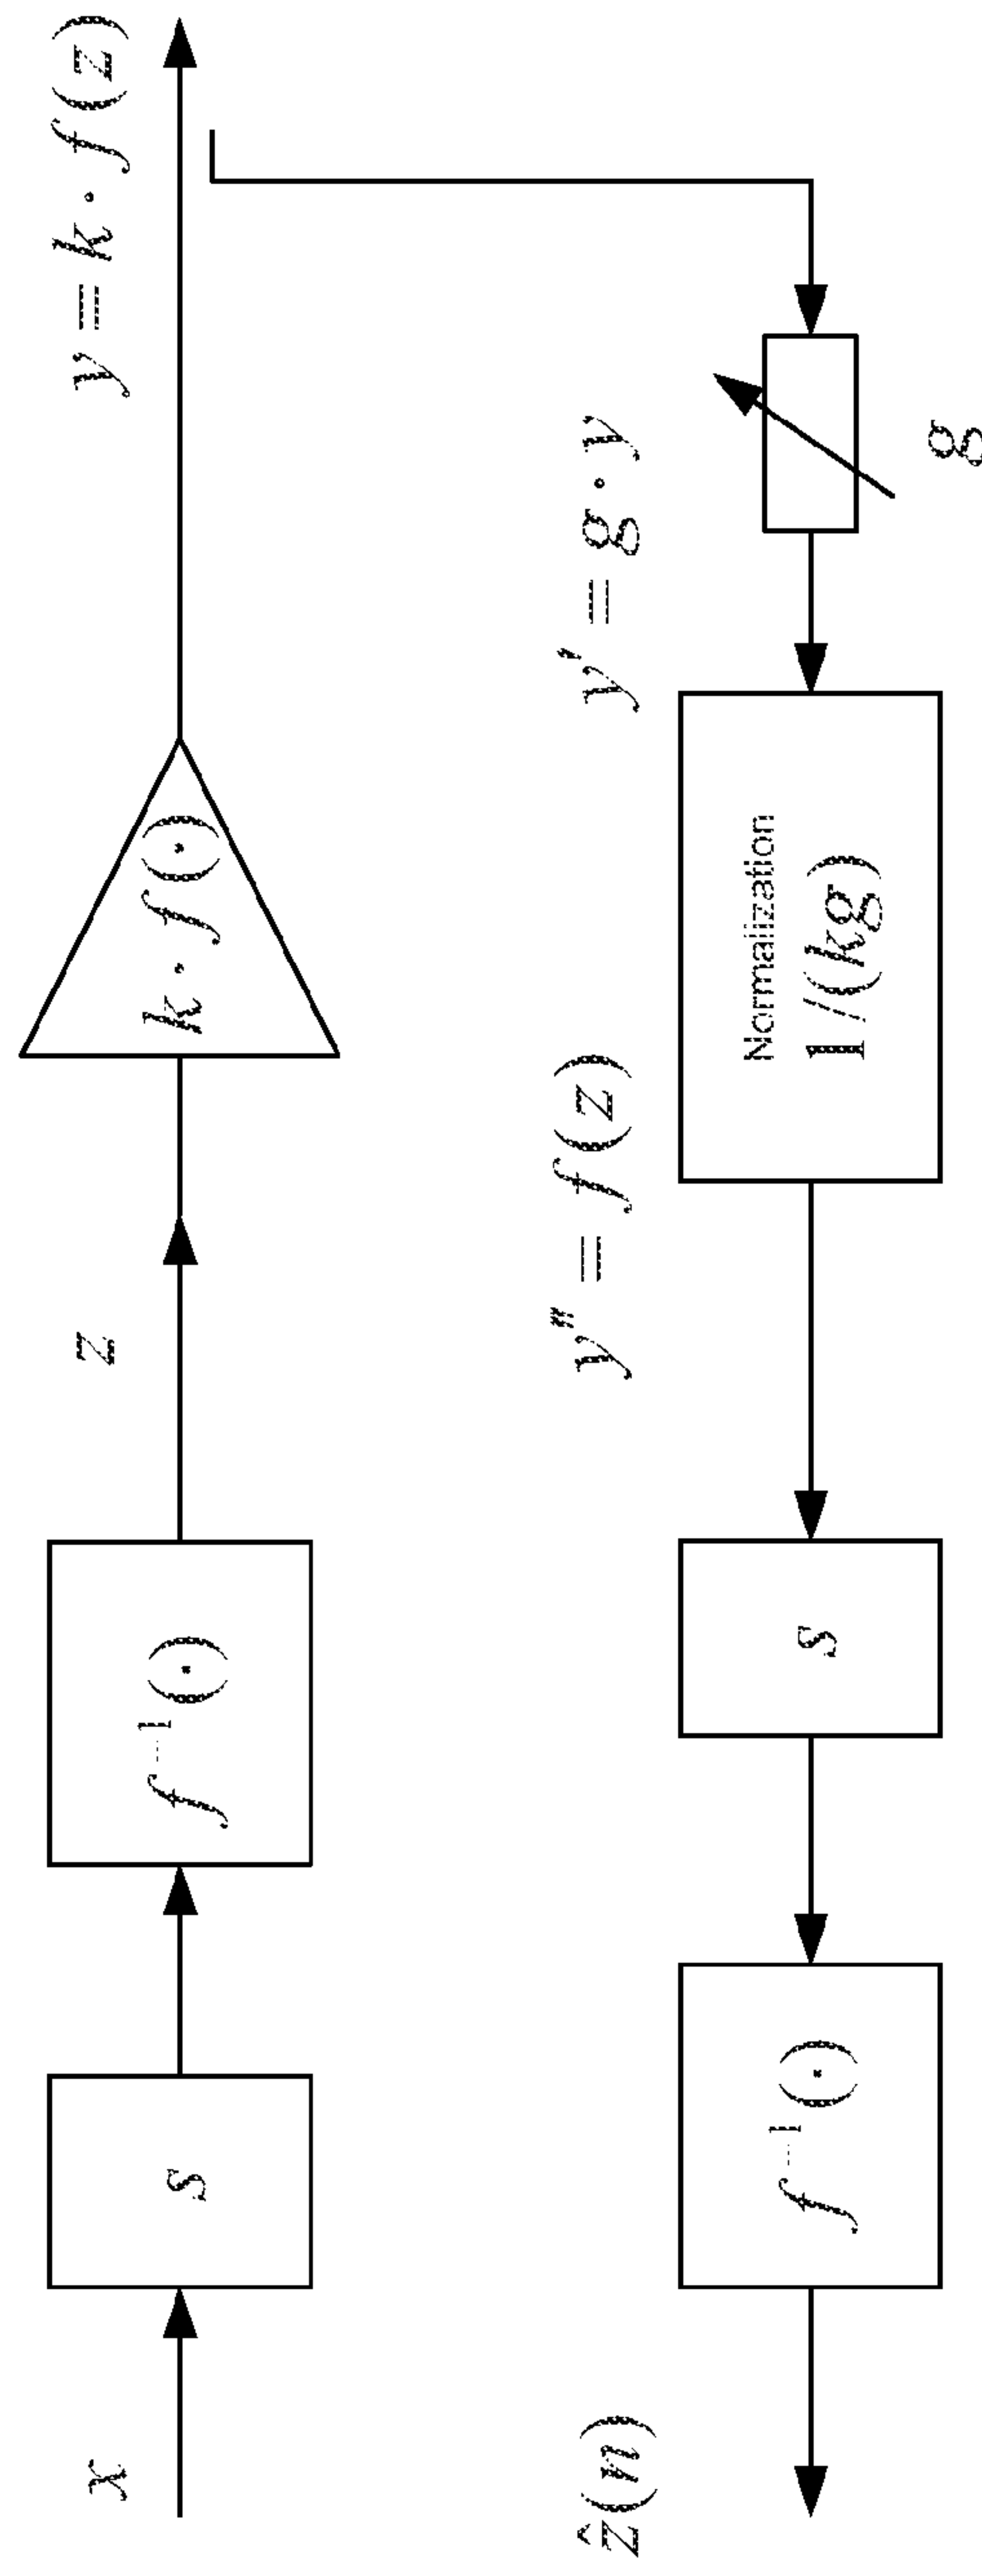 x
s
f⁻¹(·)
z
k · f(·)
y = k · f(z)
ẑ(n)
f⁻¹(·)
s
y″ = f(z)
Normalization
1/(kg)
y′ = g · y
g